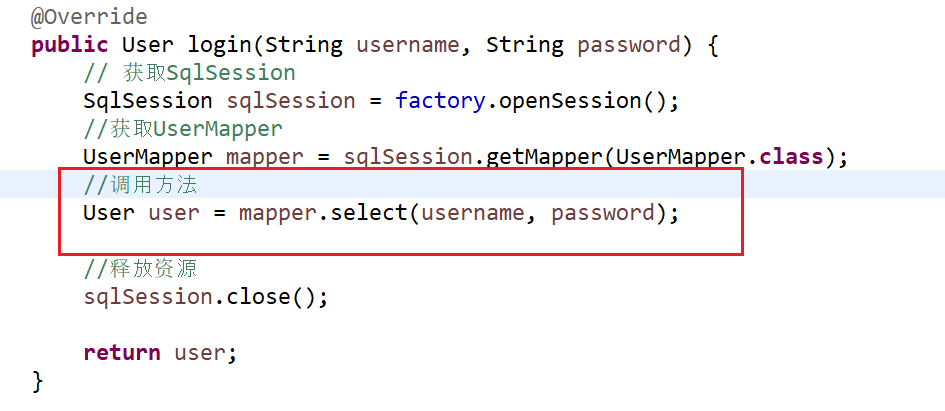 @Override
public User login(String username, String password) {
// 获取SqlSession
SqlSession sqlSession = factory.openSession();
//获取UserMapper
UserMapper mapper = sqlSession.getMapper(UserMapper.class);
//调用方法
User user = mapper.select(username, password);
//释放资源
sqlSession.close();
return user;
}